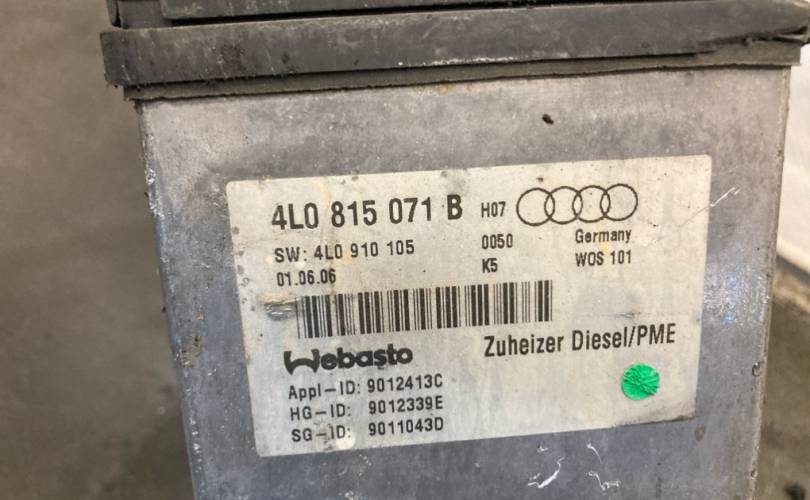 4L0 815 071 B H07
SW: 4L0 910 105 0050 Germany
01.06.06 K5 WOS 101
Webasto Zuheizer Diesel/PME
Appl-ID: 9012413C
HG-ID: 9012339E
SG-ID: 9011043D